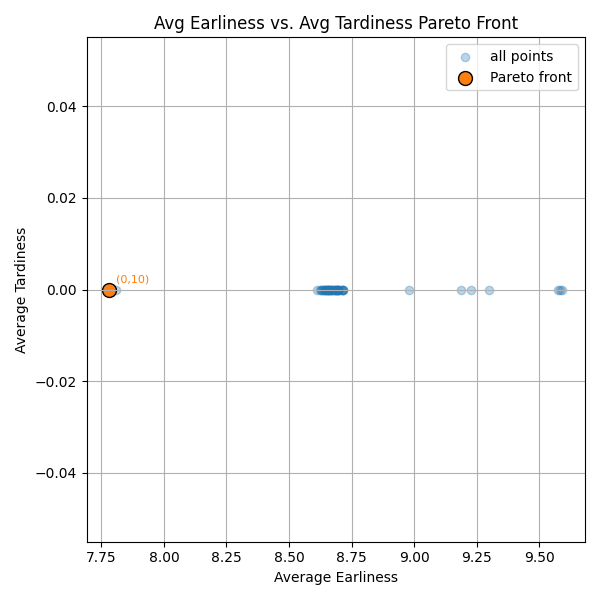 Avg Earliness vs. Avg Tardiness Pareto Front
all points
Pareto front
0.04
0.02
0.00
−0.02
−0.04
Average Tardiness
(0,10)
7.75 8.00 8.25 8.50 8.75 9.00 9.25 9.50
Average Earliness